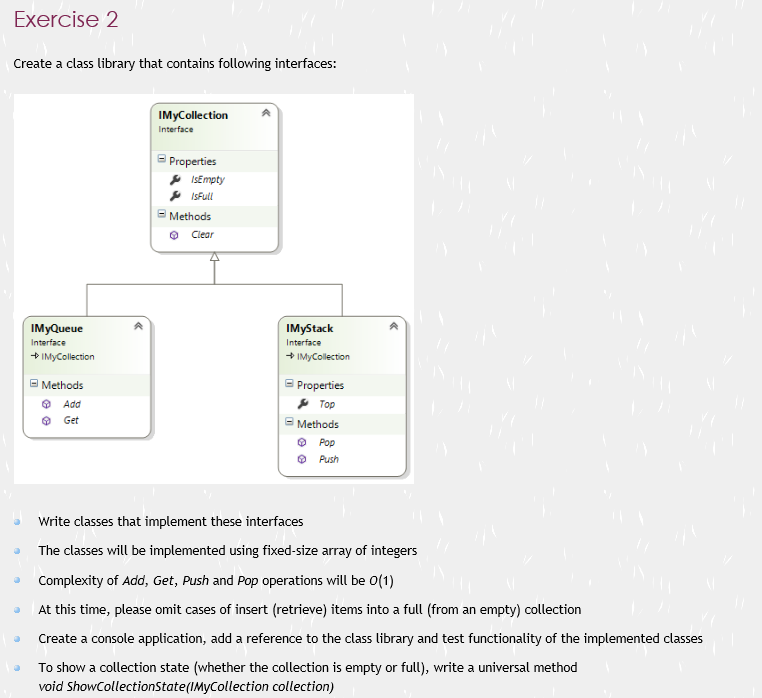 Exercise 2
Create a class library that contains following interfaces:
IMyCollection
Interface
Properties
IsEmpty
IsFull
Methods
Clear
IMyQueue
Interface
IMyCollection
Methods
Add
Get
IMyStack
Interface
IMyCollection
Properties
Top
Methods
Pop
Push
Write classes that implement these interfaces
The classes will be implemented using fixed-size array of integers
Complexity of Add, Get, Push and Pop operations will be O(1)
At this time, please omit cases of insert (retrieve) items into a full (from an empty) collection
Create a console application, add a reference to the class library and test functionality of the implemented classes
To show a collection state (whether the collection is empty or full), write a universal method
void ShowCollectionState(IMyCollection collection)